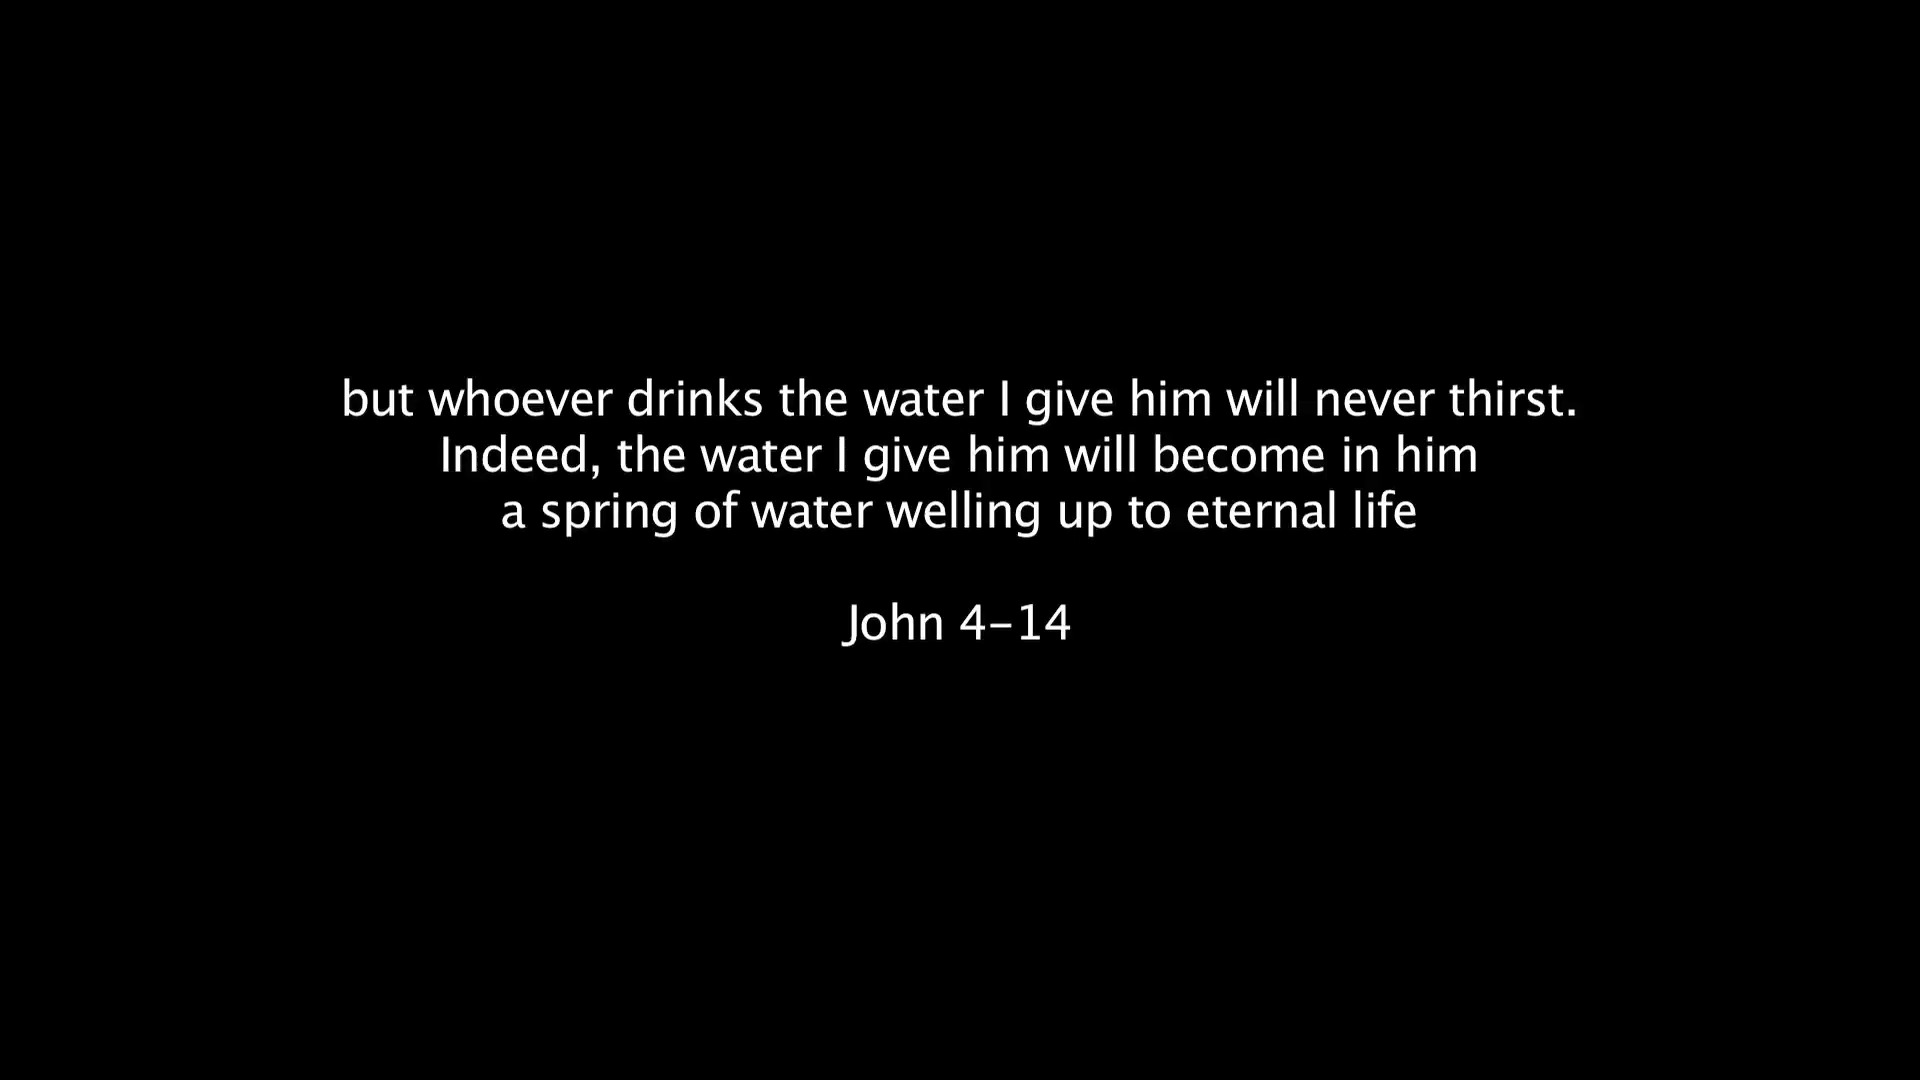 but whoever drinks the water I give him will never thirst.
Indeed, the water I give him will become in him
a spring of water welling up to eternal life
John 4-14